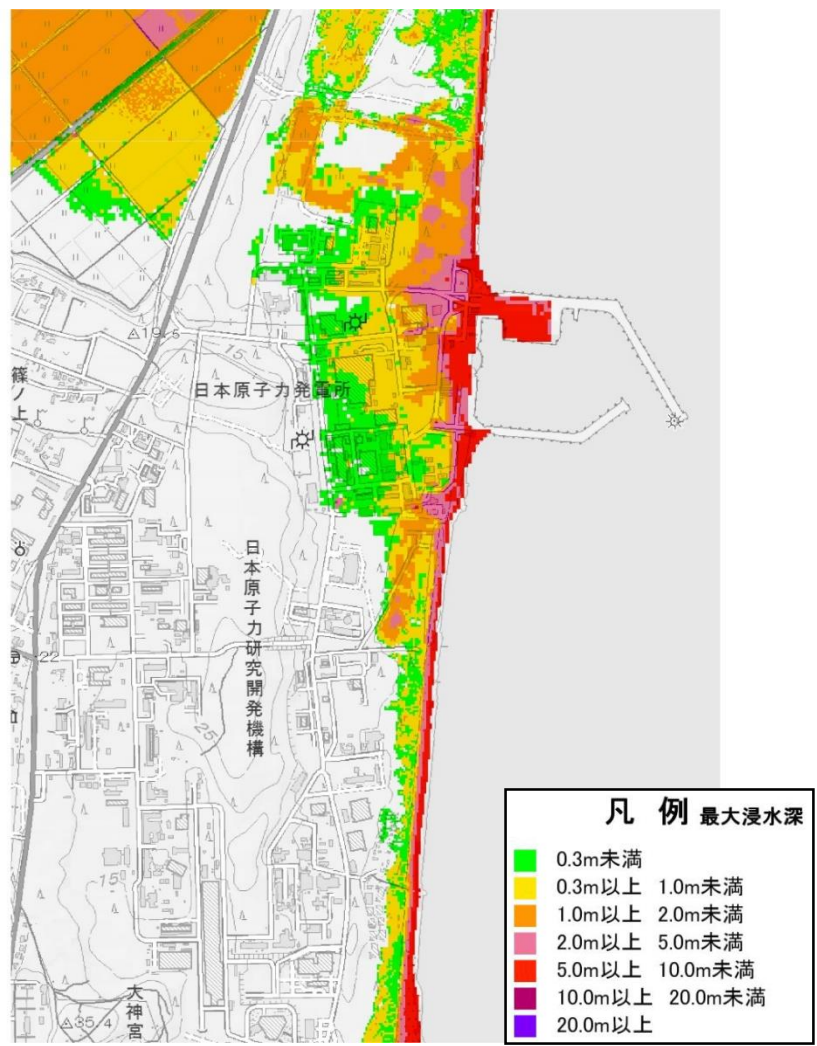 △19.5
15
篠ノ上
日本原子力発電所
日本原子力研究開発機構
22
25
15
大神宮
△35.4
凡 例 最大浸水深
0.3m未満
0.3m以上 1.0m未満
1.0m以上 2.0m未満
2.0m以上 5.0m未満
5.0m以上 10.0m未満
10.0m以上 20.0m未満
20.0m以上